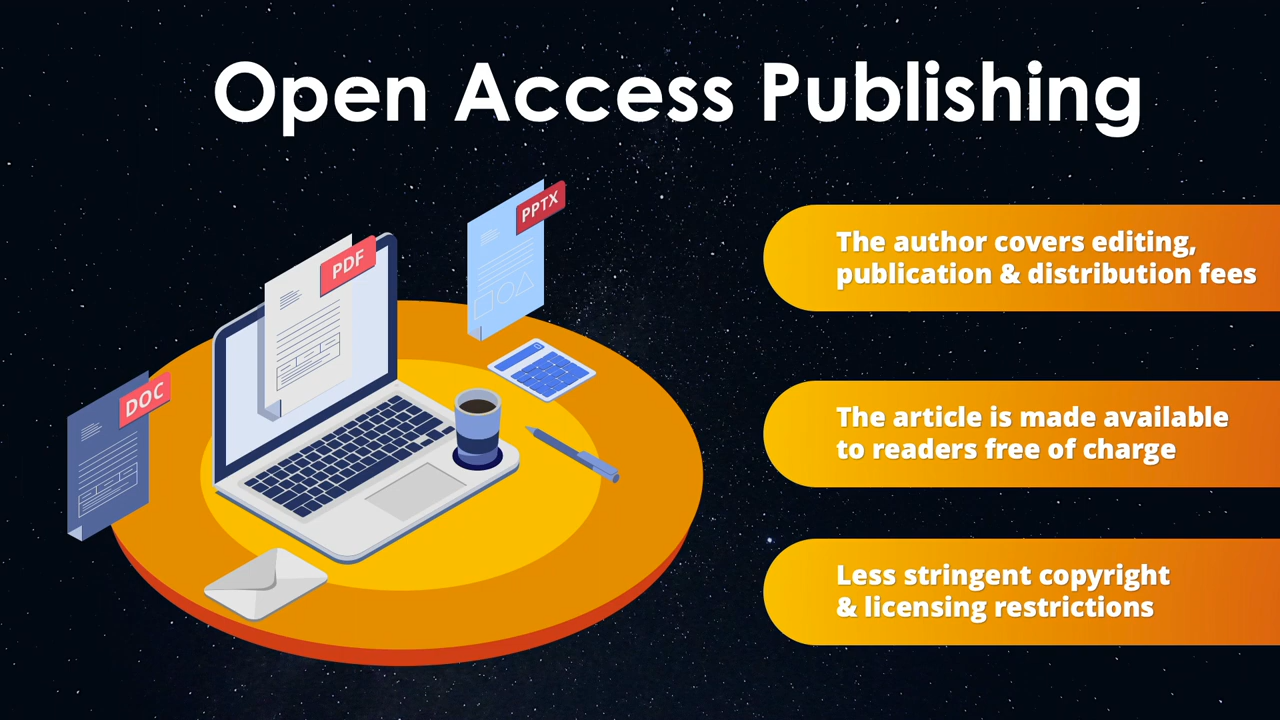 Open Access Publishing
PPTX
PDF
DOC
The author covers editing,
publication & distribution fees
The article is made available
to readers free of charge
Less stringent copyright
& licensing restrictions